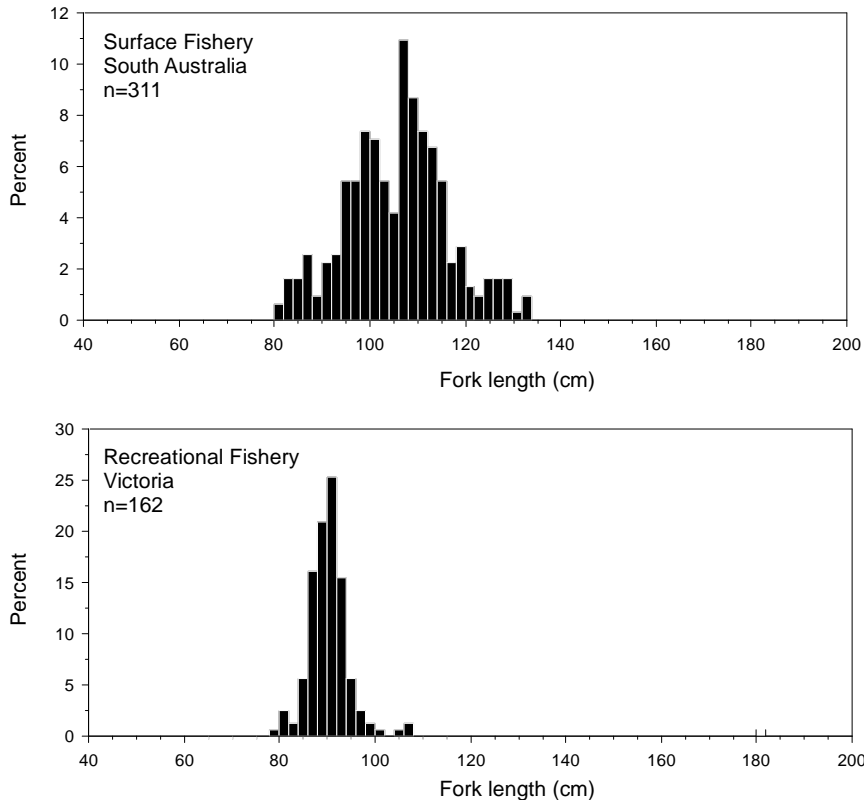 12
10
8
6
4
2
0
Percent
Surface Fishery
South Australia
n=311
40 60 80 100 120 140 160 180 200
Fork length (cm)
30
25
20
15
10
5
0
Percent
Recreational Fishery
Victoria
n=162
40 60 80 100 120 140 160 180 200
Fork length (cm)